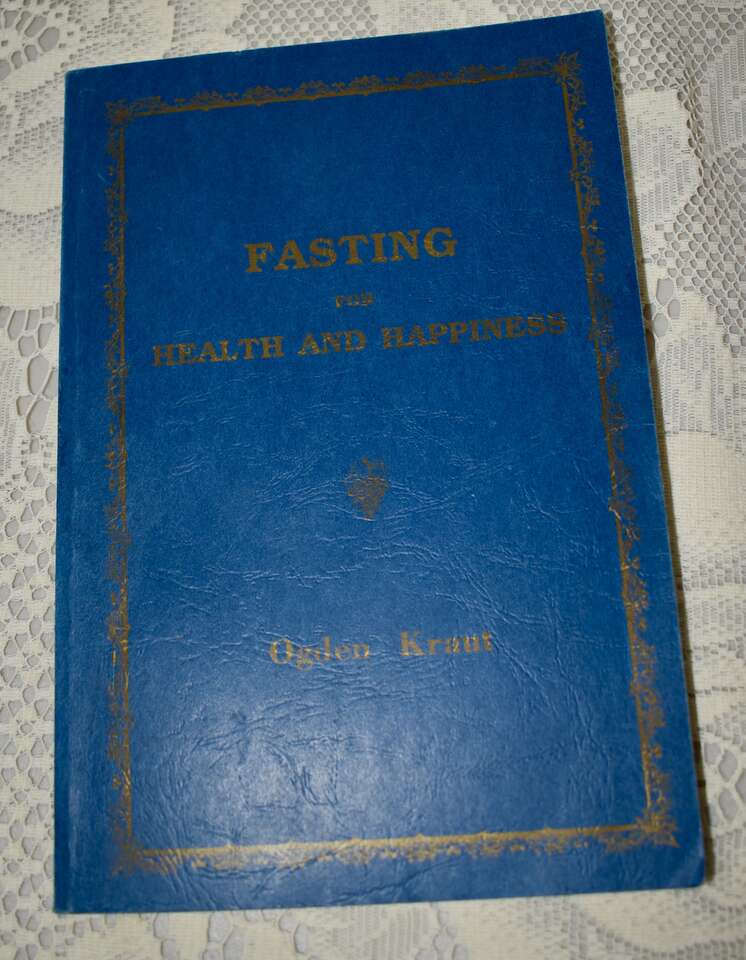 FASTING
FOR
HEALTH AND HAPPINESS
Ogden Kraut